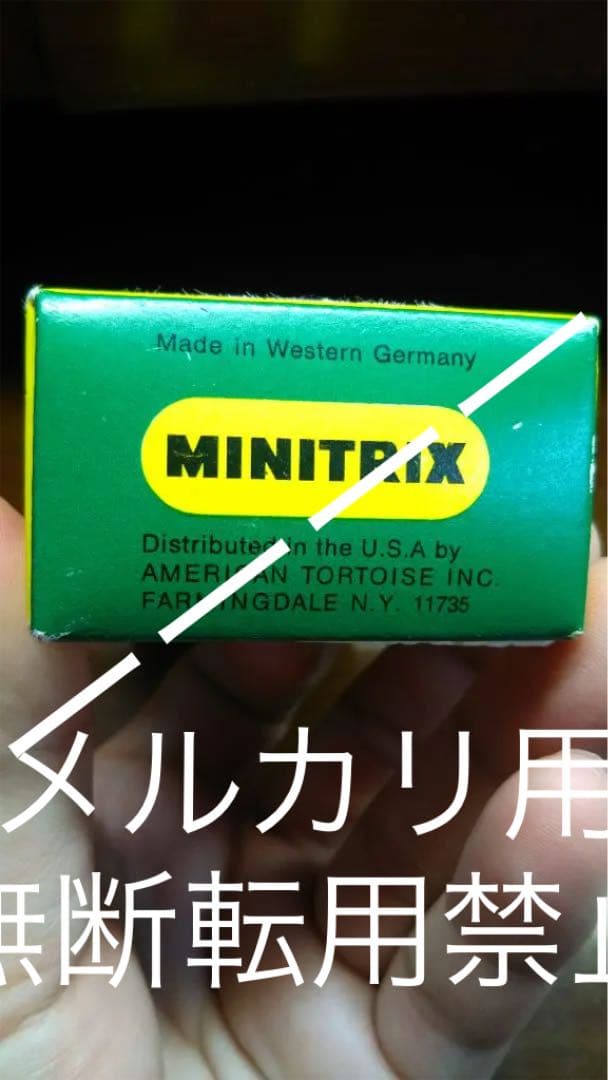 Made in Western Germany
MINITRIX
Distributed in the U.S.A by
AMERICAN TORTOISE INC.
FARMINGDALE N.Y. 11735
メルカリ用
無断転用禁止